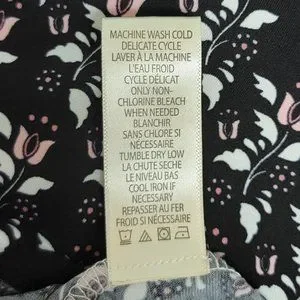 MACHINE WASH COLD
DELICATE CYCLE
LAVER À LA MACHINE
L'EAU FROID
CYCLE DÉLICAT
ONLY NON-
CHLORINE BLEACH
WHEN NEEDED
BLANCHIR
SANS CHLORE SI
NECESSAIRE
TUMBLE DRY LOW
LA CHUTE SECHE
LE NIVEAU BAS
COOL IRON IF
NECESSARY
REPASSER AU FER
FROID SI NÉCESSAIRE